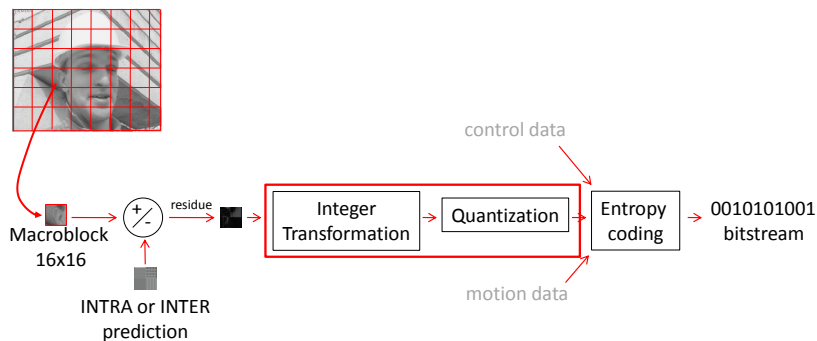 control data
residue
+/-
Macroblock
16x16
Integer
Transformation
Quantization
Entropy
coding
0010101001
bitstream
INTRA or INTER
prediction
motion data